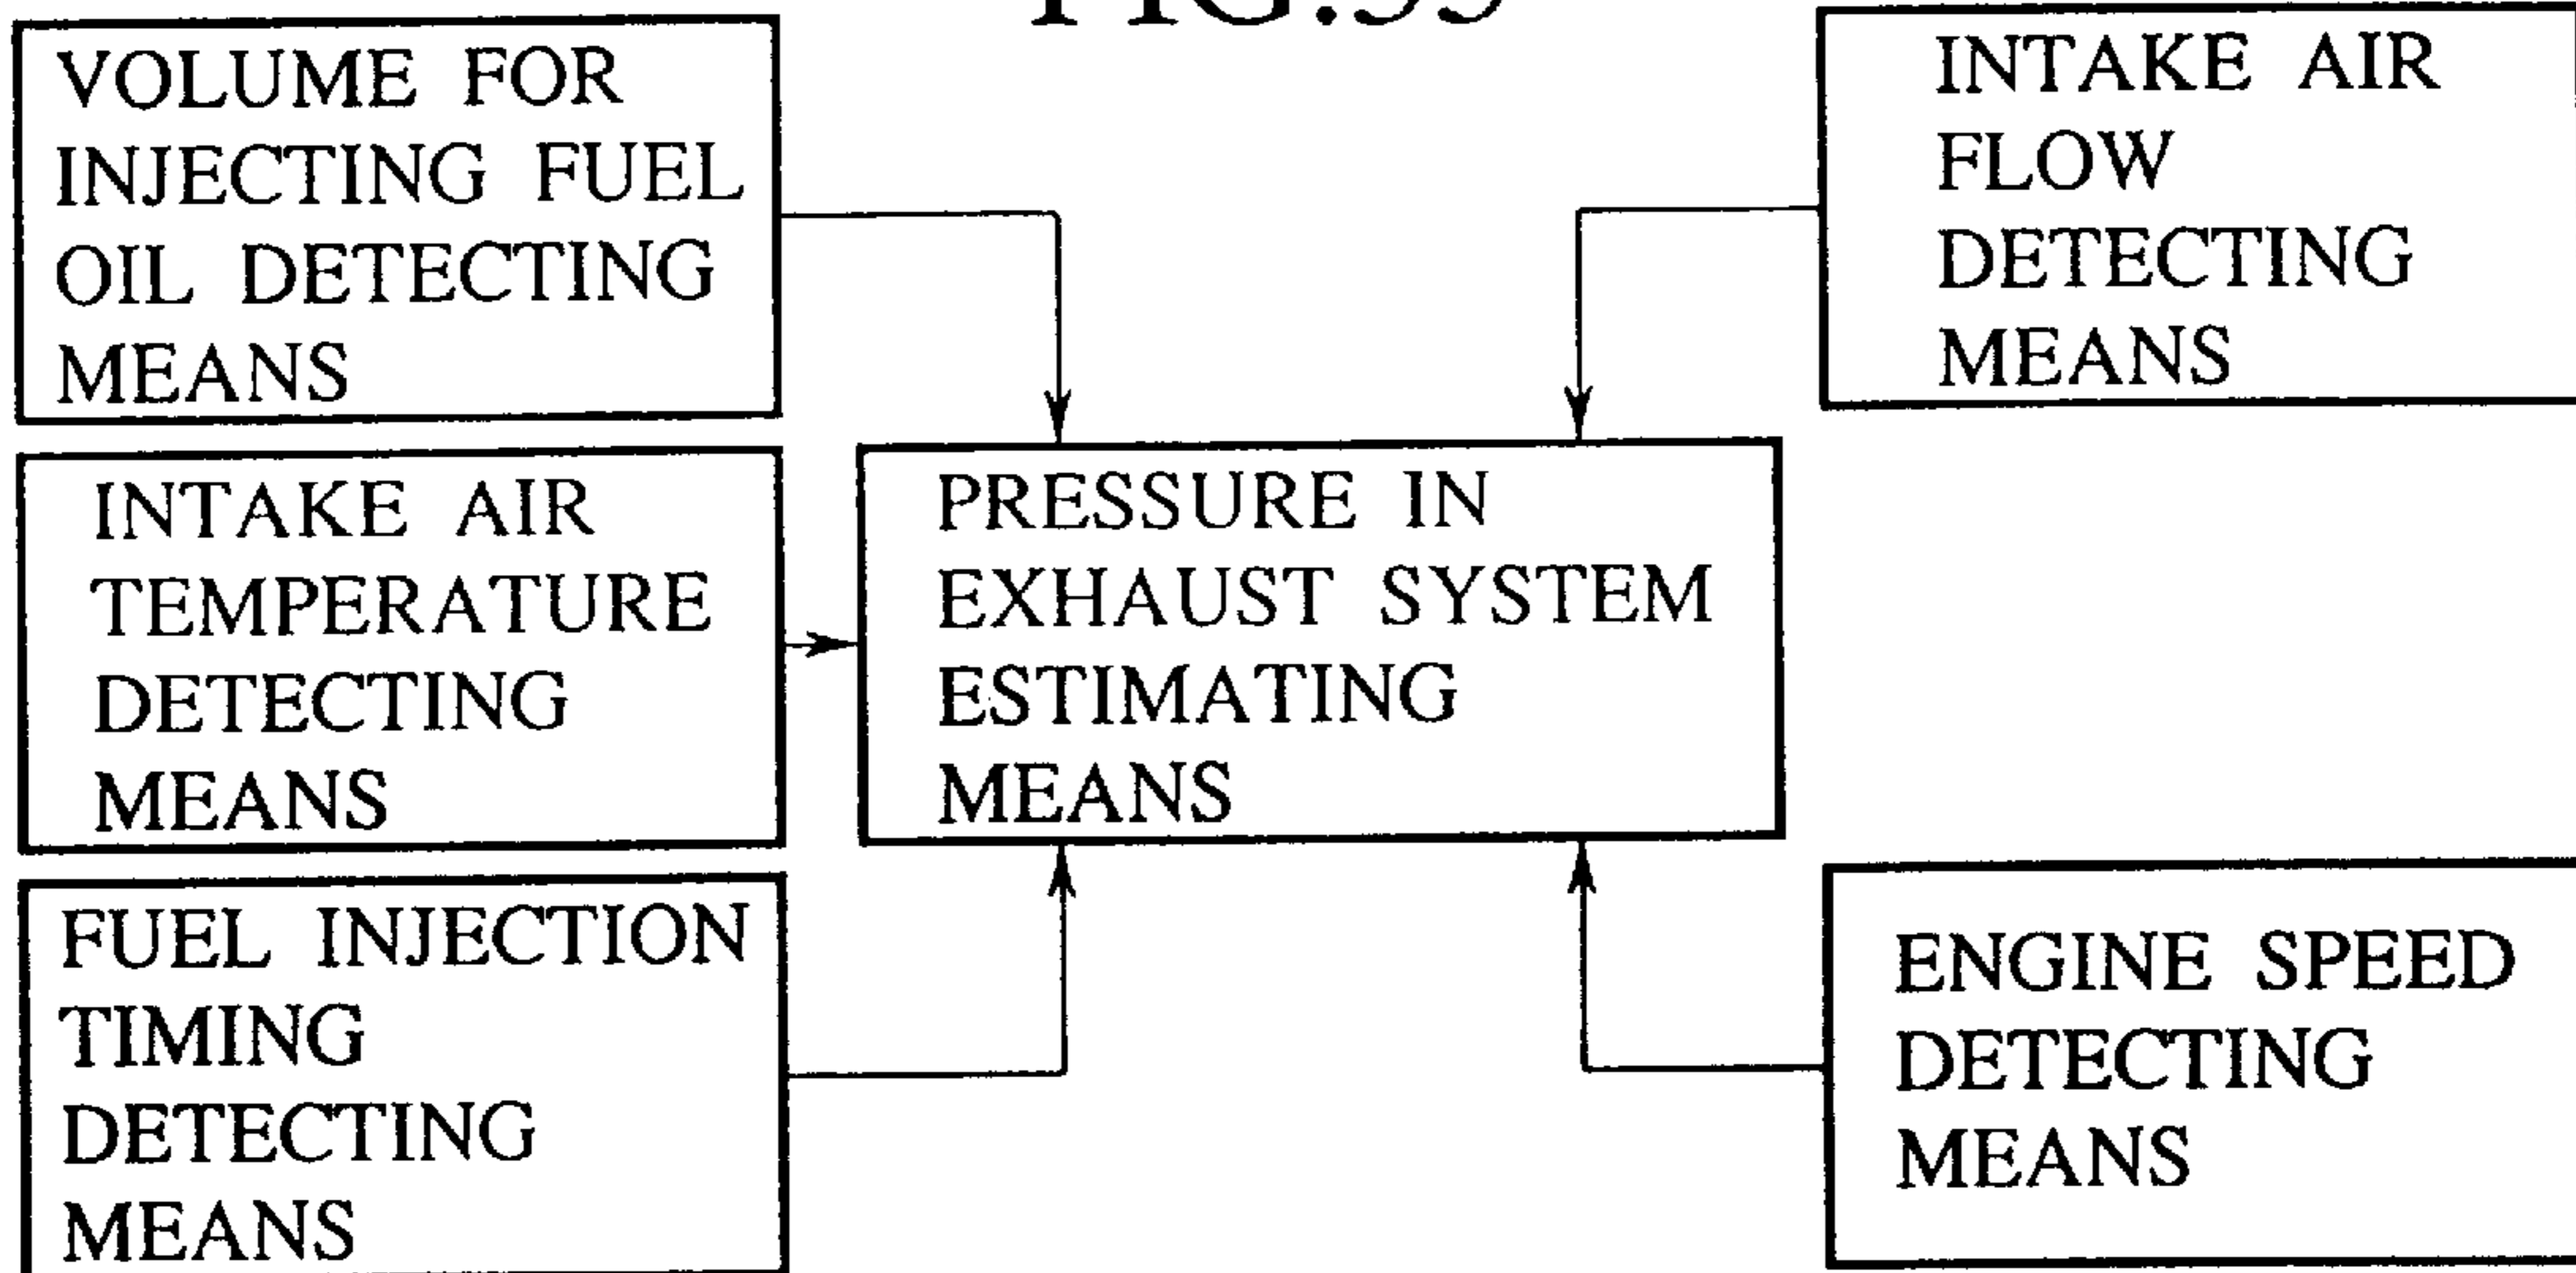 VOLUME FOR
INJECTING FUEL
OIL DETECTING
MEANS
INTAKE AIR
FLOW
DETECTING
MEANS
INTAKE AIR
TEMPERATURE
DETECTING
MEANS
PRESSURE IN
EXHAUST SYSTEM
ESTIMATING
MEANS
FUEL INJECTION
TIMING
DETECTING
MEANS
ENGINE SPEED
DETECTING
MEANS